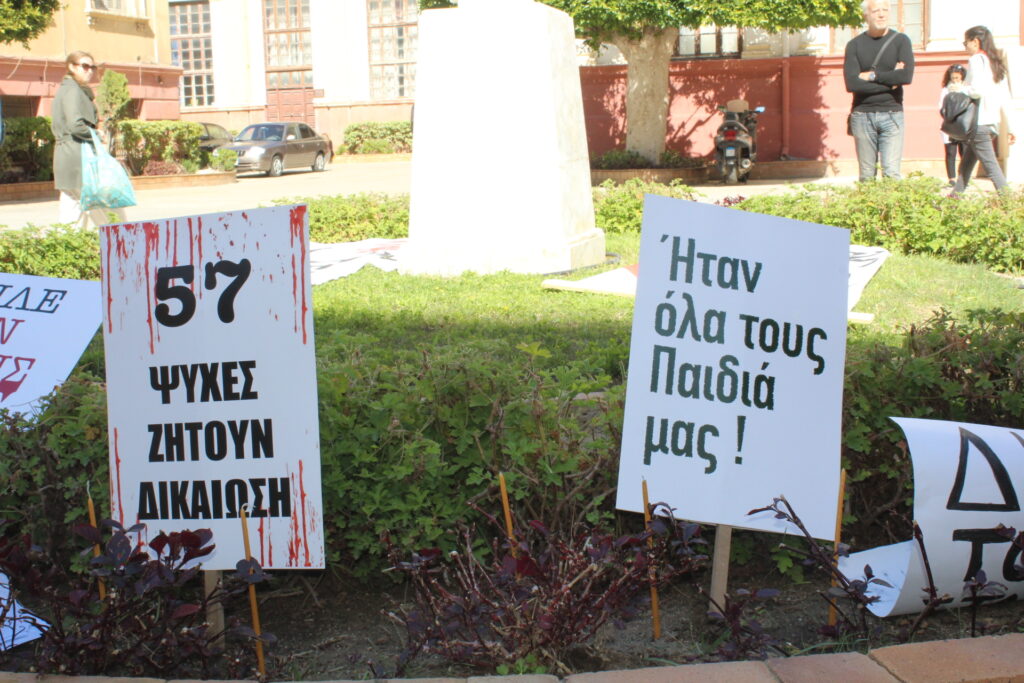 57
ΨΥΧΕΣ
ΖΗΤΟΥΝ
ΔΙΚΑΙΩΣΗ
Ήταν
όλα τους
Παιδιά
μας !